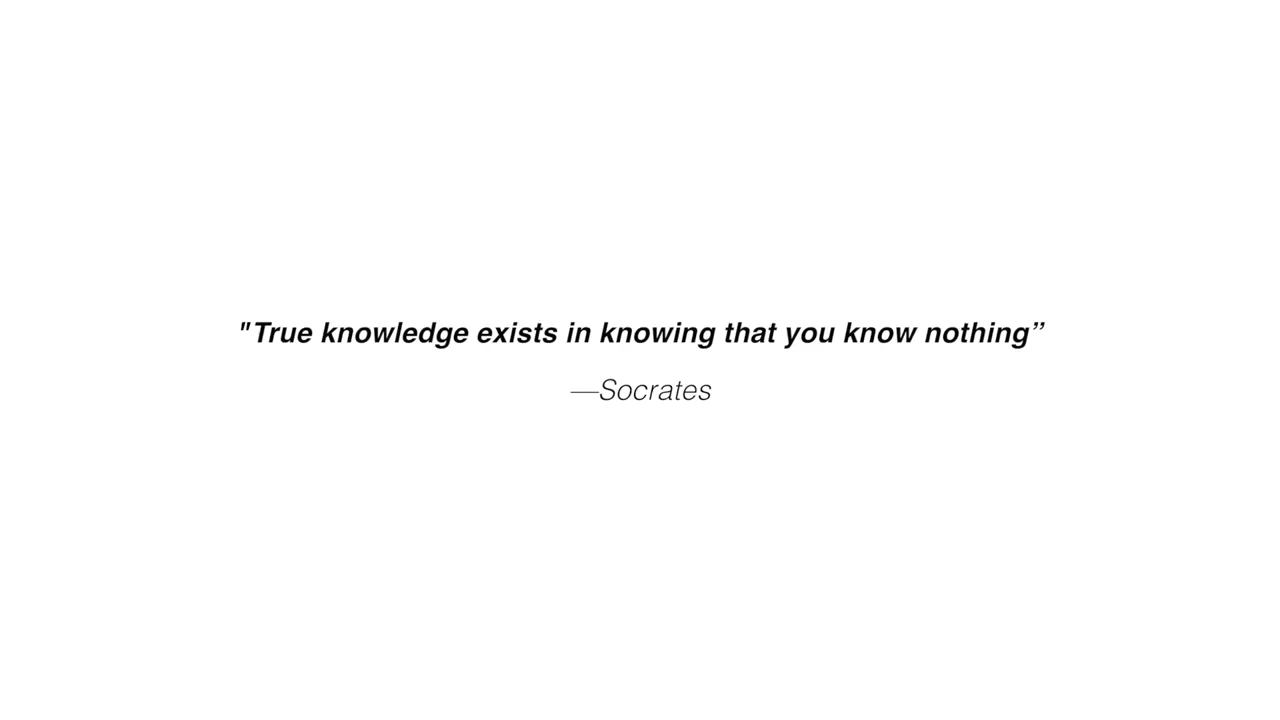 "True knowledge exists in knowing that you know nothing”
—Socrates